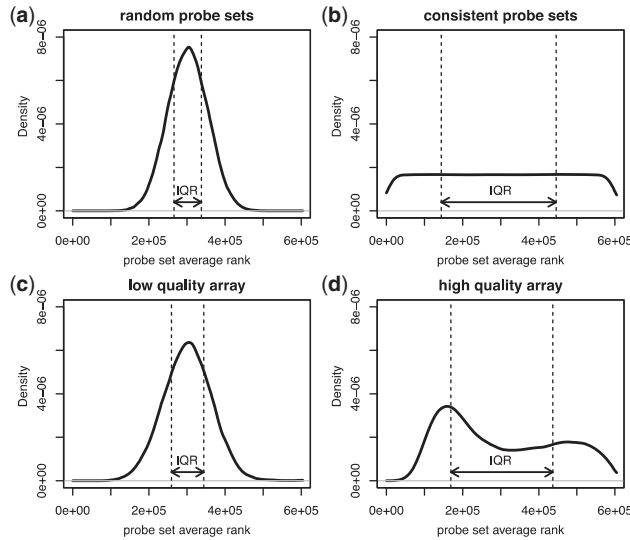 (a) random probe sets
Density
0e+00 4e−06 8e−06
IQR
0e+00 2e+05 4e+05 6e+05
probe set average rank
(b) consistent probe sets
Density
0e+00 4e−06 8e−06
IQR
0e+00 2e+05 4e+05 6e+05
probe set average rank
(c) low quality array
Density
0e+00 4e−06 8e−06
IQR
0e+00 2e+05 4e+05 6e+05
probe set average rank
(d) high quality array
Density
0e+00 4e−06 8e−06
IQR
0e+00 2e+05 4e+05 6e+05
probe set average rank